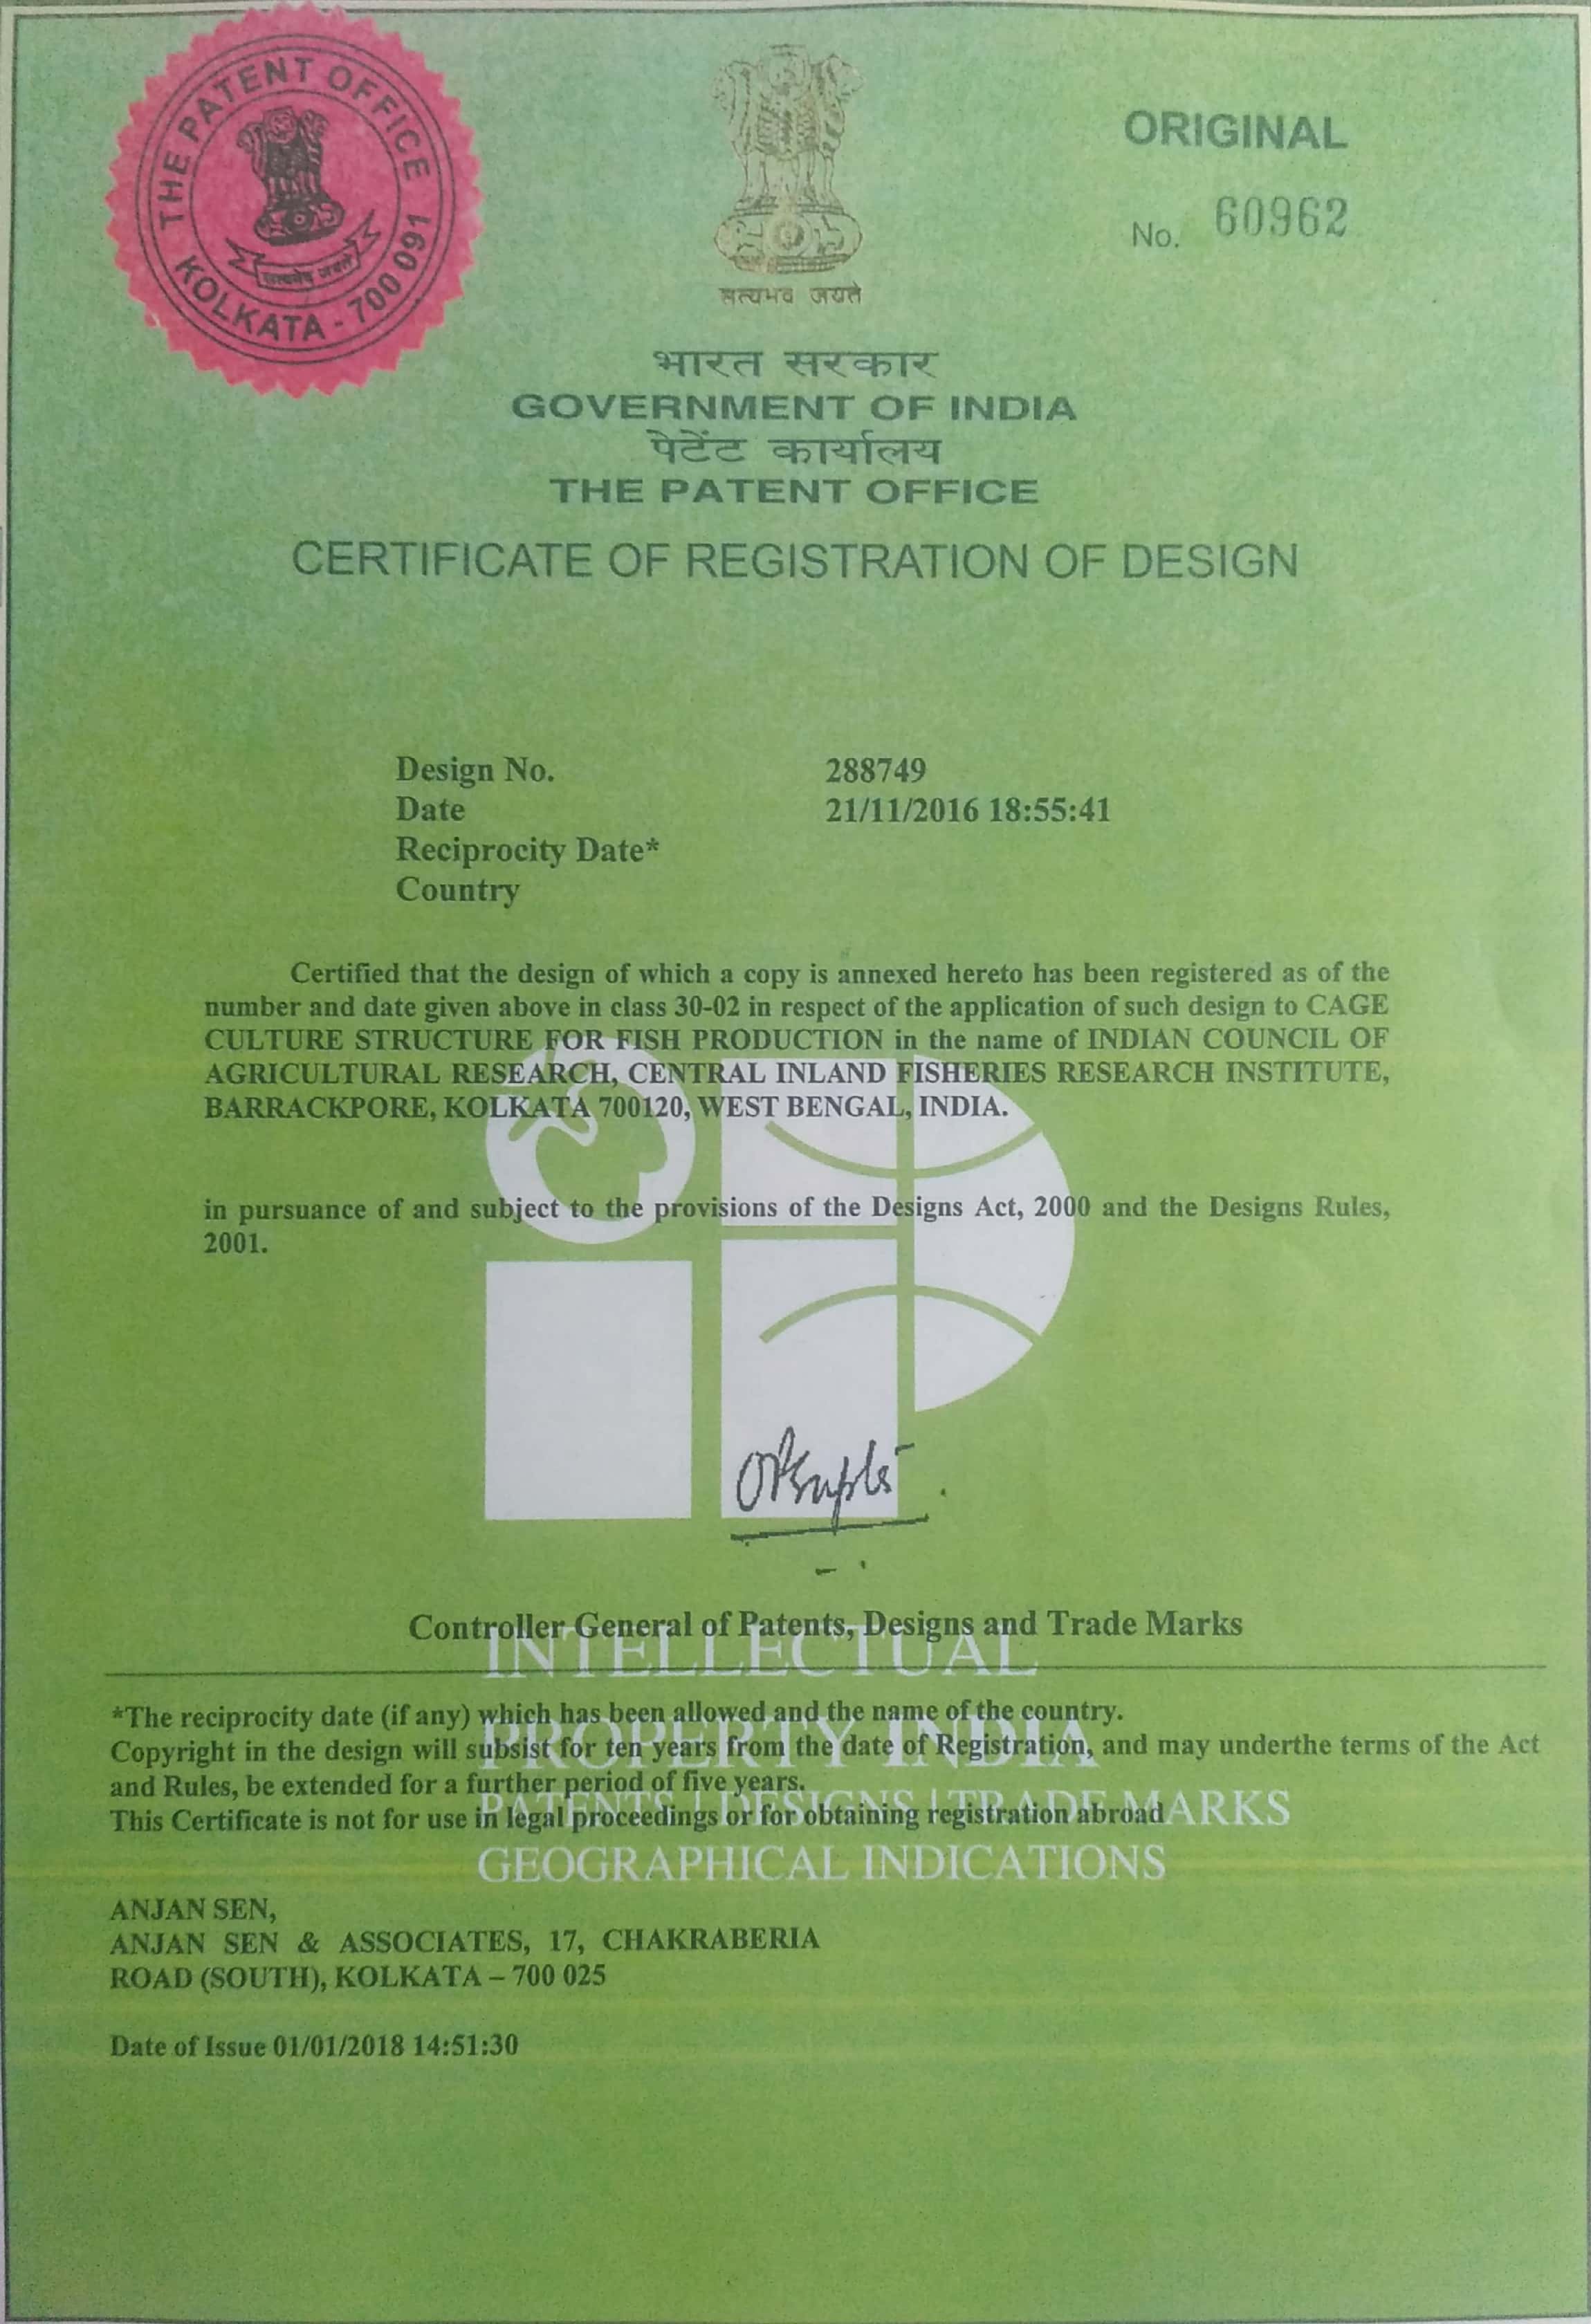 THE PATENT OFFICE
KOLKATA - 700 091
सत्यमेव जयते
ORIGINAL
No. 60962
सत्यमेव जयते
भारत सरकार
GOVERNMENT OF INDIA
पेटेंट कार्यालय
THE PATENT OFFICE
CERTIFICATE OF REGISTRATION OF DESIGN
Design No. 288749
Date 21/11/2016 18:55:41
Reciprocity Date*
Country
Certified that the design of which a copy is annexed hereto has been registered as of the
number and date given above in class 30-02 in respect of the application of such design to CAGE
CULTURE STRUCTURE FOR FISH PRODUCTION in the name of INDIAN COUNCIL OF
AGRICULTURAL RESEARCH, CENTRAL INLAND FISHERIES RESEARCH INSTITUTE,
BARRACKPORE, KOLKATA 700120, WEST BENGAL, INDIA.
in pursuance of and subject to the provisions of the Designs Act, 2000 and the Designs Rules,
2001.
OPGupta
Controller General of Patents, Designs and Trade Marks
INTELLECTUAL
*The reciprocity date (if any) which has been allowed and the name of the country.
PROPERTY INDIA
Copyright in the design will subsist for ten years from the date of Registration, and may underthe terms of the Act
and Rules, be extended for a further period of five years.
PATENTS | DESIGNS | TRADE MARKS
This Certificate is not for use in legal proceedings or for obtaining registration abroad
GEOGRAPHICAL INDICATIONS
ANJAN SEN,
ANJAN SEN & ASSOCIATES, 17, CHAKRABERIA
ROAD (SOUTH), KOLKATA – 700 025
Date of Issue 01/01/2018 14:51:30